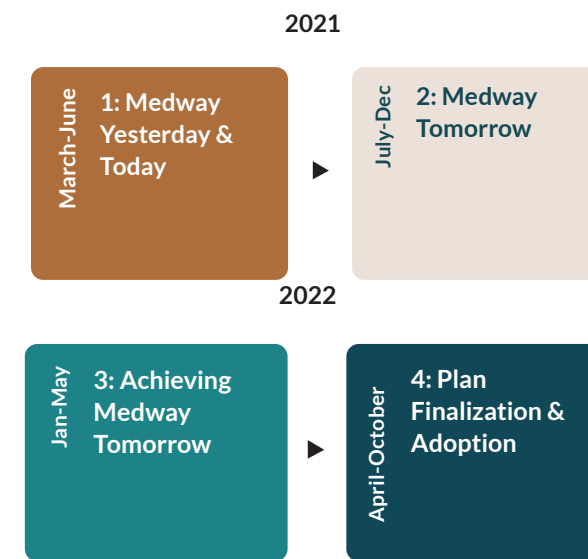 2021
March-June
1: Medway
Yesterday &
Today
July-Dec
2: Medway
Tomorrow
2022
Jan-May
3: Achieving
Medway
Tomorrow
April-October
4: Plan
Finalization &
Adoption